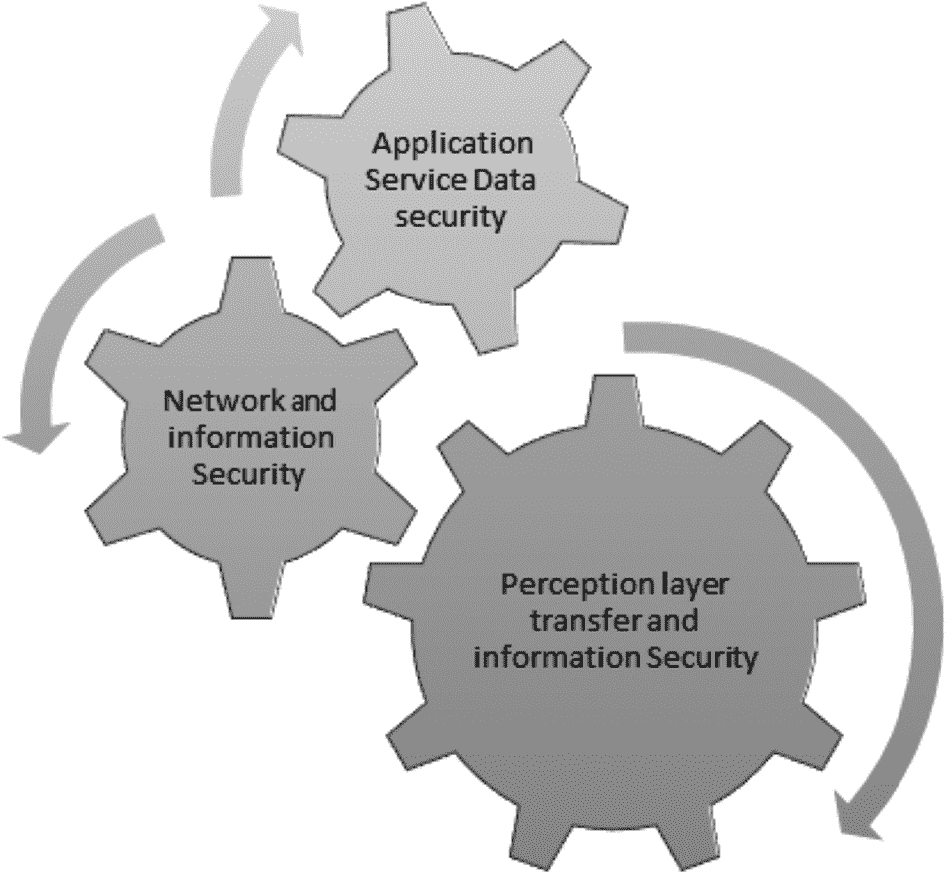 Application
Service Data
security
Network and
information
Security
Perception layer
transfer and
information Security